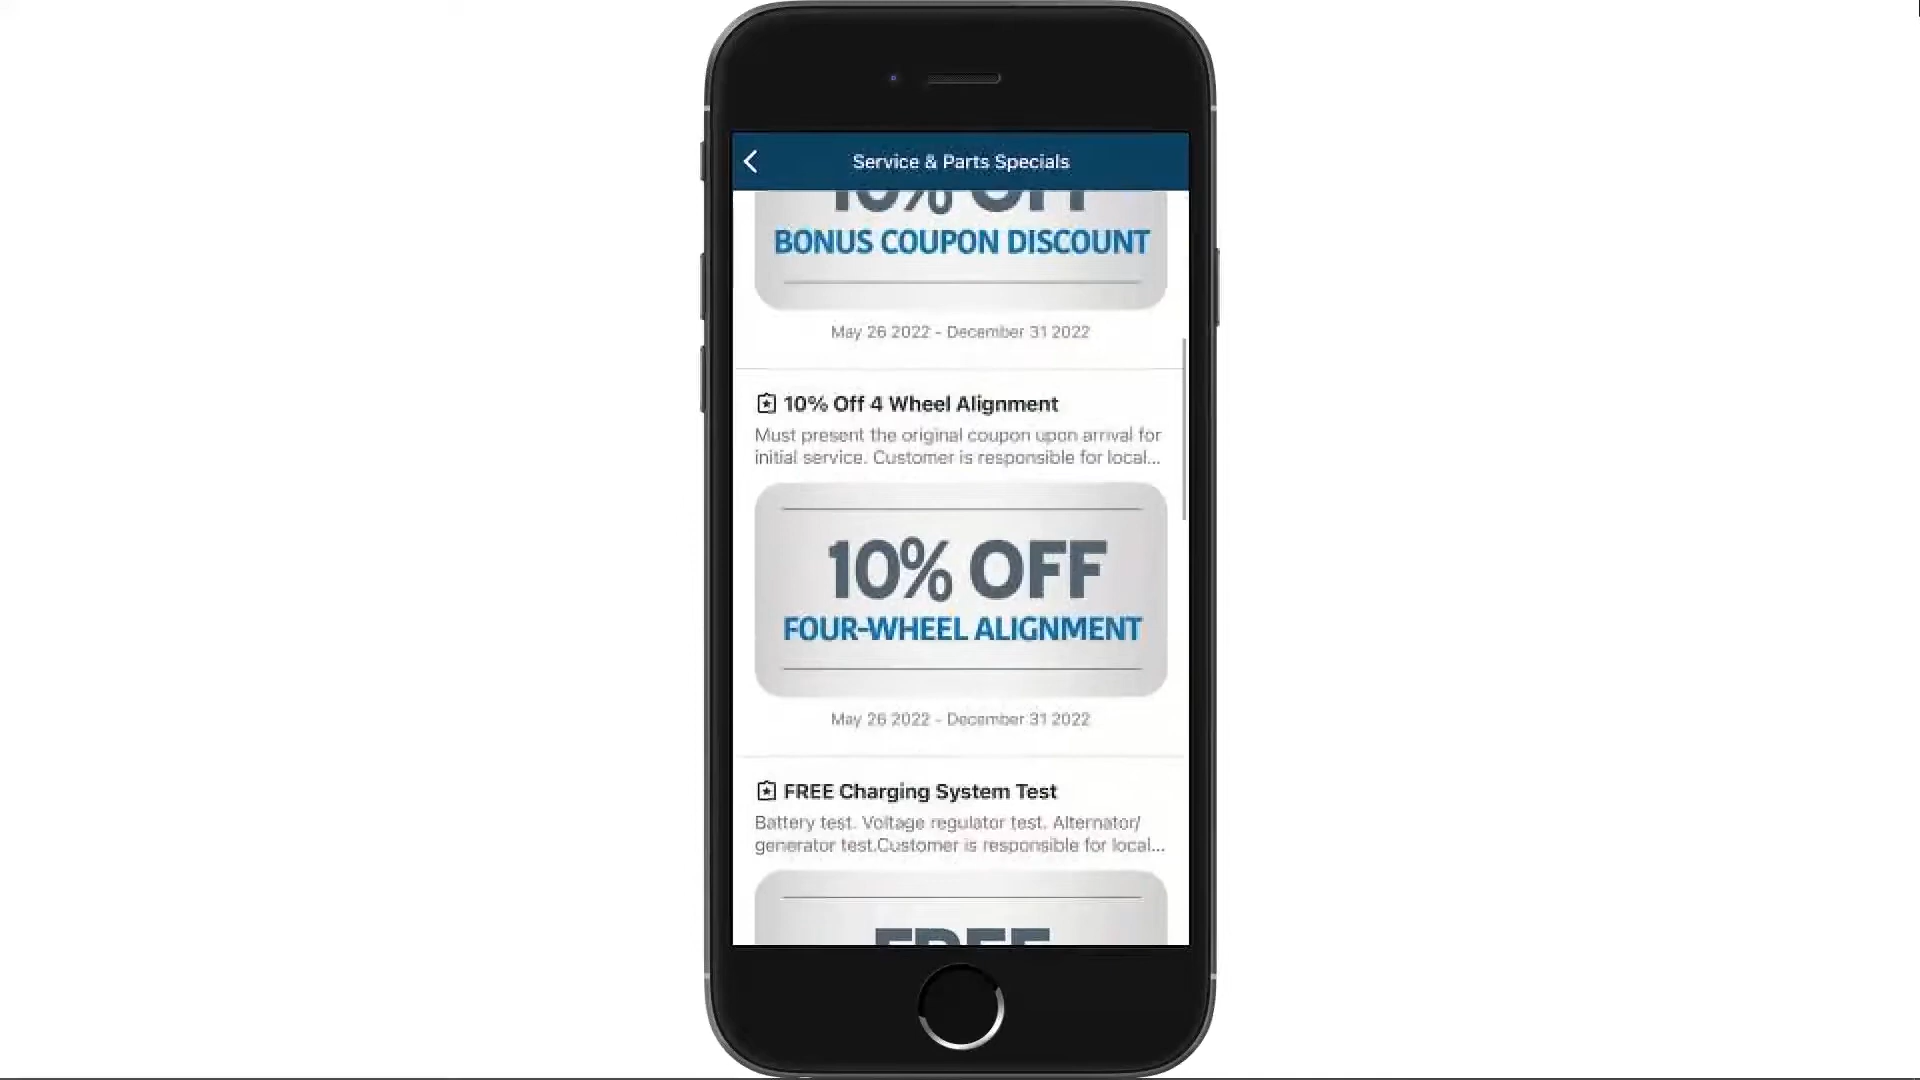 Service & Parts Specials
10% OFF
BONUS COUPON DISCOUNT
May 26 2022 - December 31 2022
10% Off 4 Wheel Alignment
Must present the original coupon upon arrival for
initial service. Customer is responsible for local...
10% OFF
FOUR-WHEEL ALIGNMENT
May 26 2022 - December 31 2022
FREE Charging System Test
Battery test. Voltage regulator test. Alternator/
generator test.Customer is responsible for local...
FREE